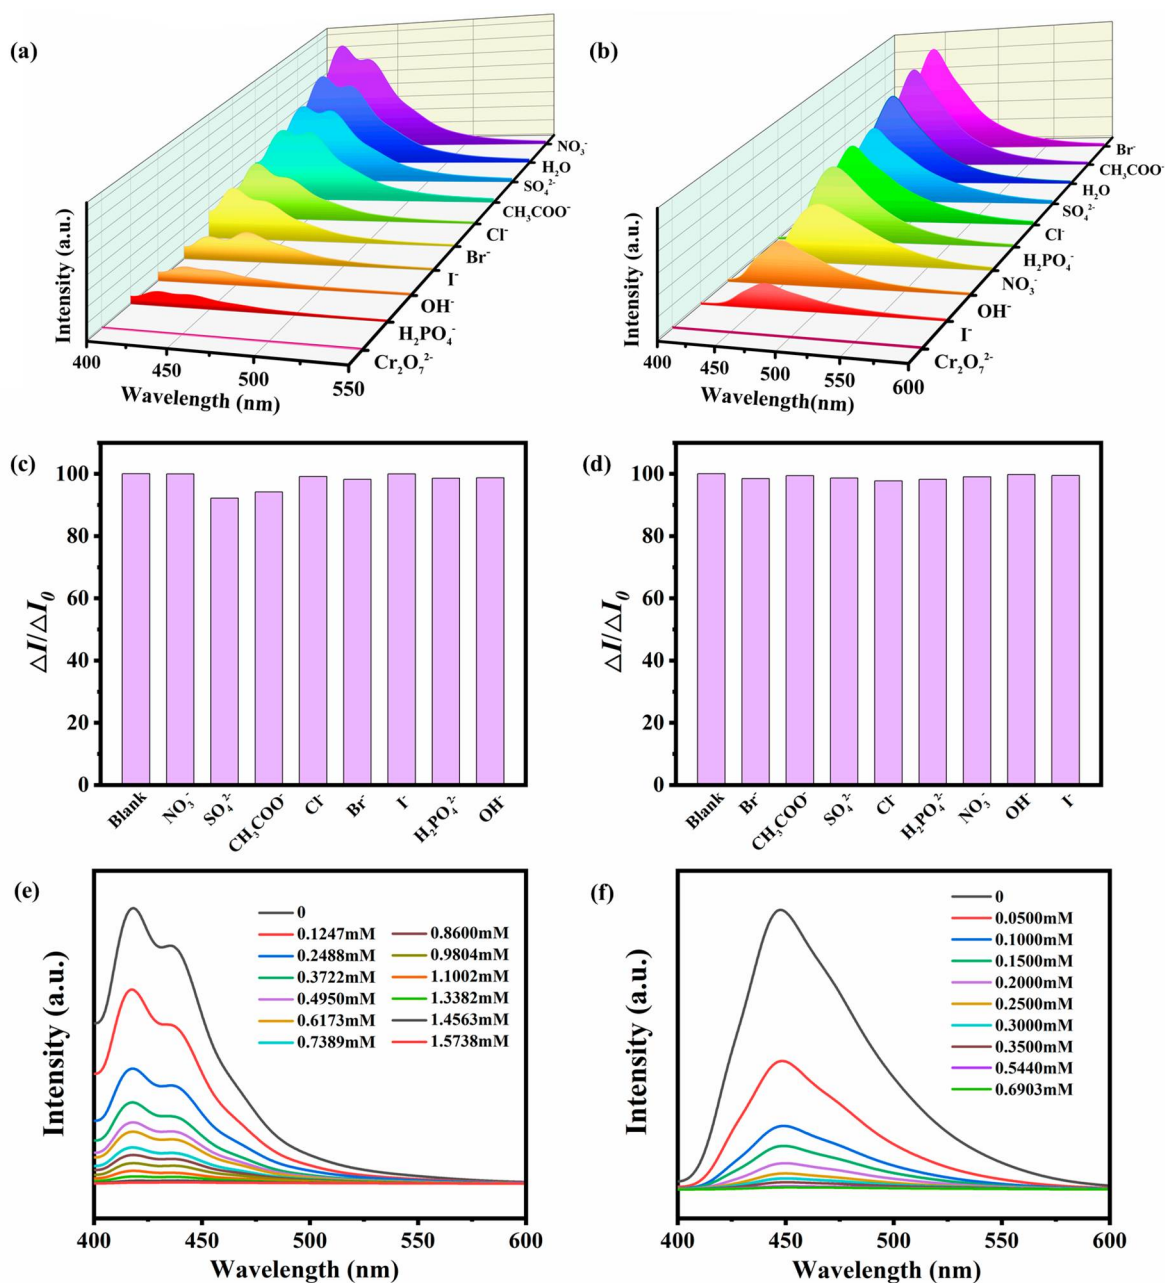 (a)
Intensity (a.u.)
NO₃⁻
H₂O
SO₄²⁻
CH₃COO⁻
Cl⁻
Br⁻
I⁻
OH⁻
H₂PO₄⁻
Cr₂O₇²⁻
400
450
500
550
Wavelength (nm)
(b)
Intensity (a.u.)
Br⁻
CH₃COO⁻
H₂O
SO₄²⁻
Cl⁻
H₂PO₄⁻
NO₃⁻
OH⁻
I⁻
Cr₂O₇²⁻
400
450
500
550
600
Wavelength(nm)
(c)
△I/△I₀
100
80
60
40
20
0
Blank
NO₃⁻
SO₄²⁻
CH₃COO⁻
Cl⁻
Br⁻
I⁻
H₂PO₄²⁻
OH⁻
(d)
△I/△I₀
100
80
60
40
20
0
Blank
Br⁻
CH₃COO⁻
SO₄²⁻
Cl⁻
H₂PO₄²⁻
NO₃⁻
OH⁻
I⁻
(e)
Intensity (a.u.)
0
0.1247mM
0.2488mM
0.3722mM
0.4950mM
0.6173mM
0.7389mM
0.8600mM
0.9804mM
1.1002mM
1.3382mM
1.4563mM
1.5738mM
400
450
500
550
600
Wavelength (nm)
(f)
Intensity (a.u.)
0
0.0500mM
0.1000mM
0.1500mM
0.2000mM
0.2500mM
0.3000mM
0.3500mM
0.5440mM
0.6903mM
400
450
500
550
600
Wavelength (nm)